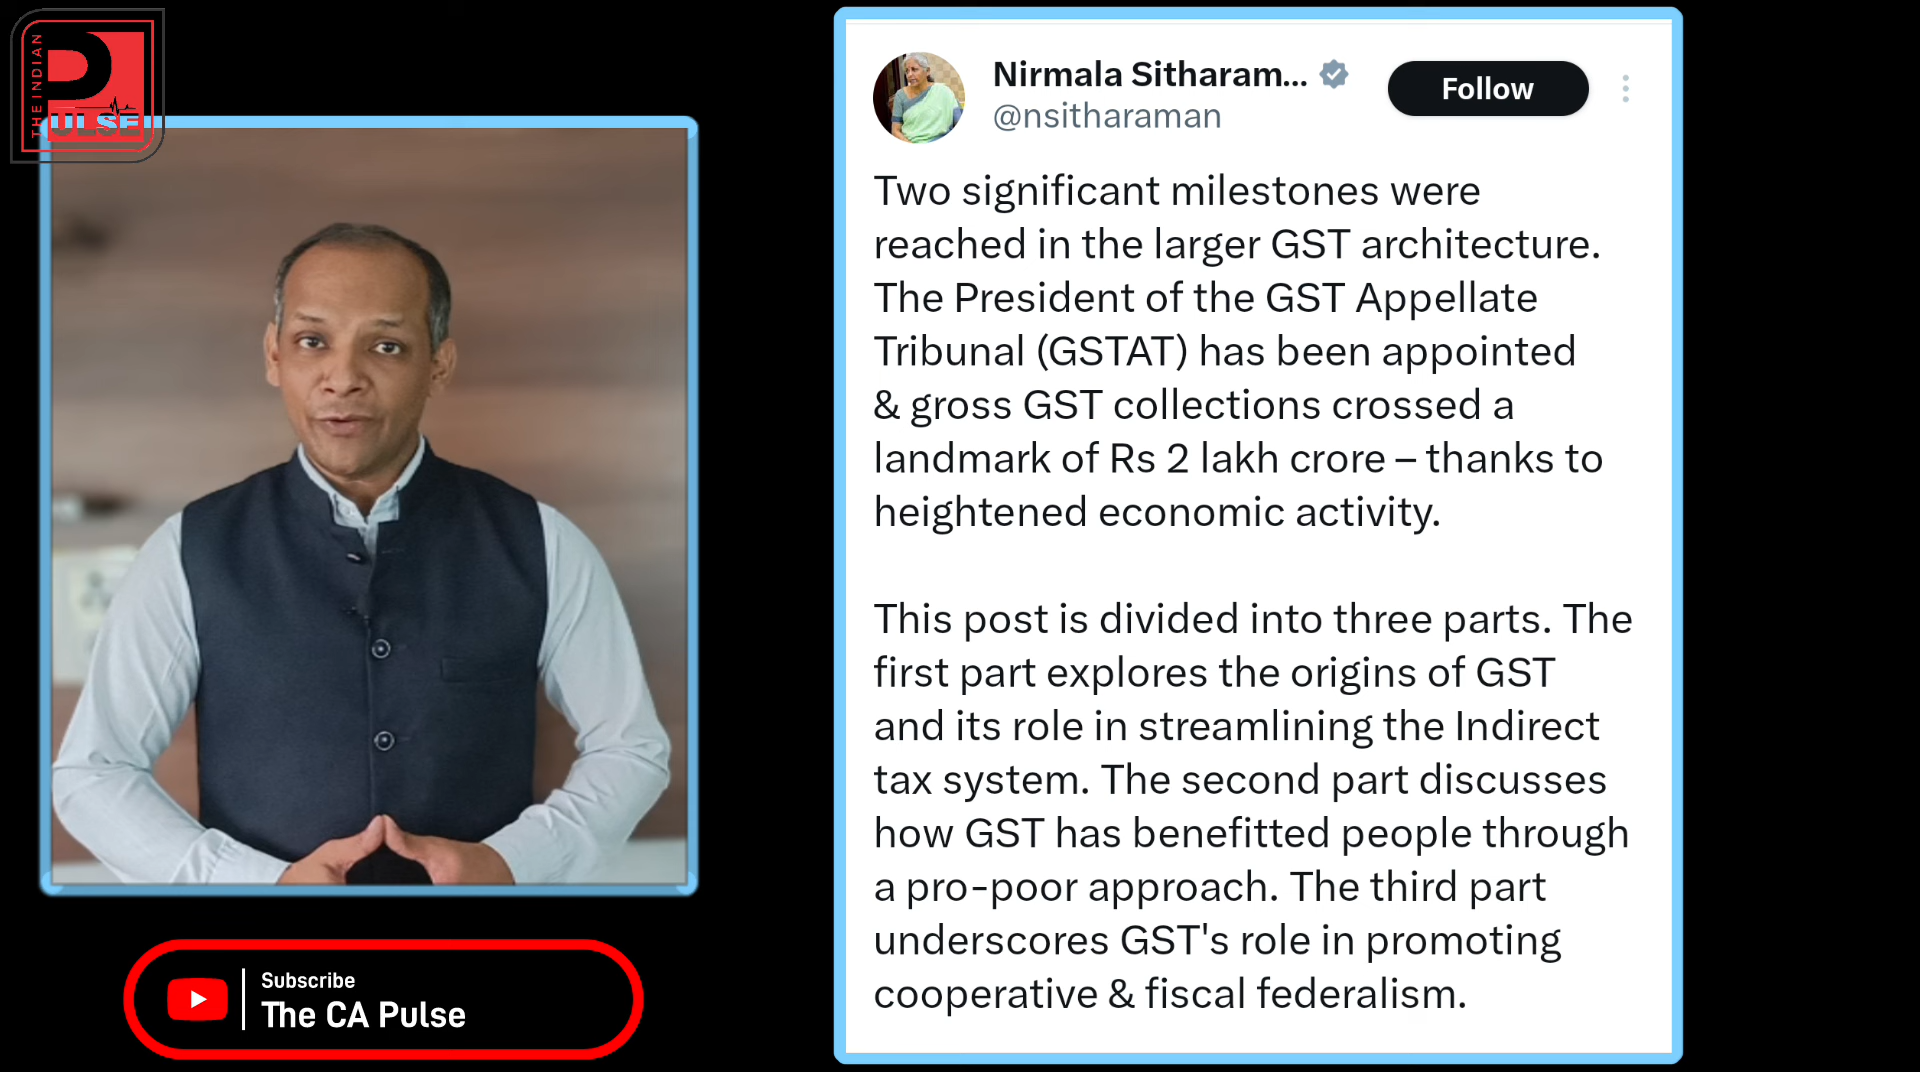 THE INDIAN
PULSE
Nirmala Sitharam...
@nsitharaman
Follow
Two significant milestones were
reached in the larger GST architecture.
The President of the GST Appellate
Tribunal (GSTAT) has been appointed
& gross GST collections crossed a
landmark of Rs 2 lakh crore – thanks to
heightened economic activity.
This post is divided into three parts. The
first part explores the origins of GST
and its role in streamlining the Indirect
tax system. The second part discusses
how GST has benefitted people through
a pro-poor approach. The third part
underscores GST's role in promoting
cooperative & fiscal federalism.
Subscribe
The CA Pulse